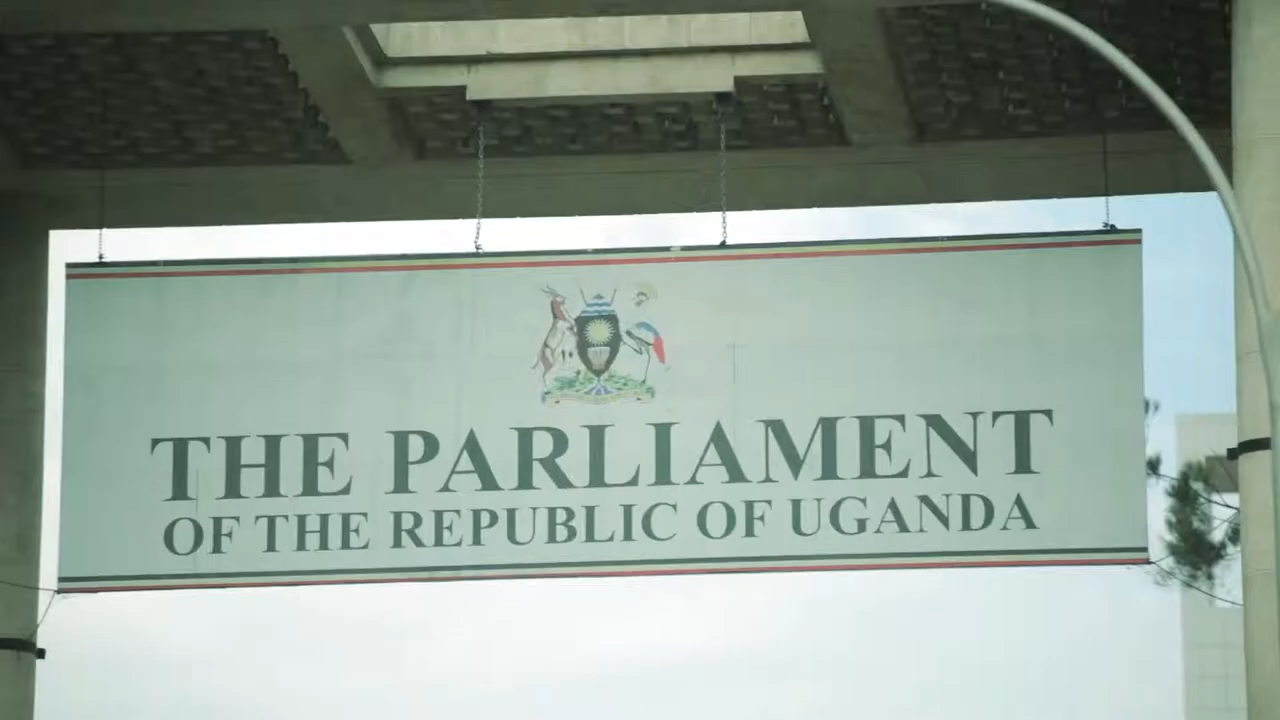 THE PARLIAMENT
OF THE REPUBLIC OF UGANDA